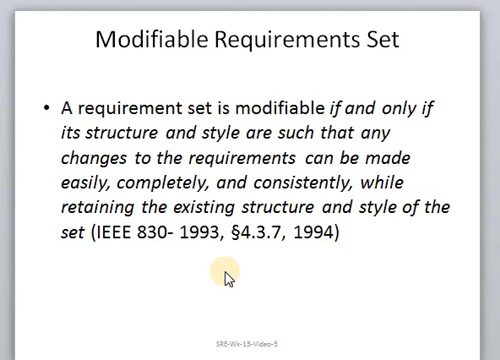 Modifiable Requirements Set
• A requirement set is modifiable if and only if
its structure and style are such that any
changes to the requirements can be made
easily, completely, and consistently, while
retaining the existing structure and style of the
set (IEEE 830- 1993, §4.3.7, 1994)
SRE-Wk-13-Video-5